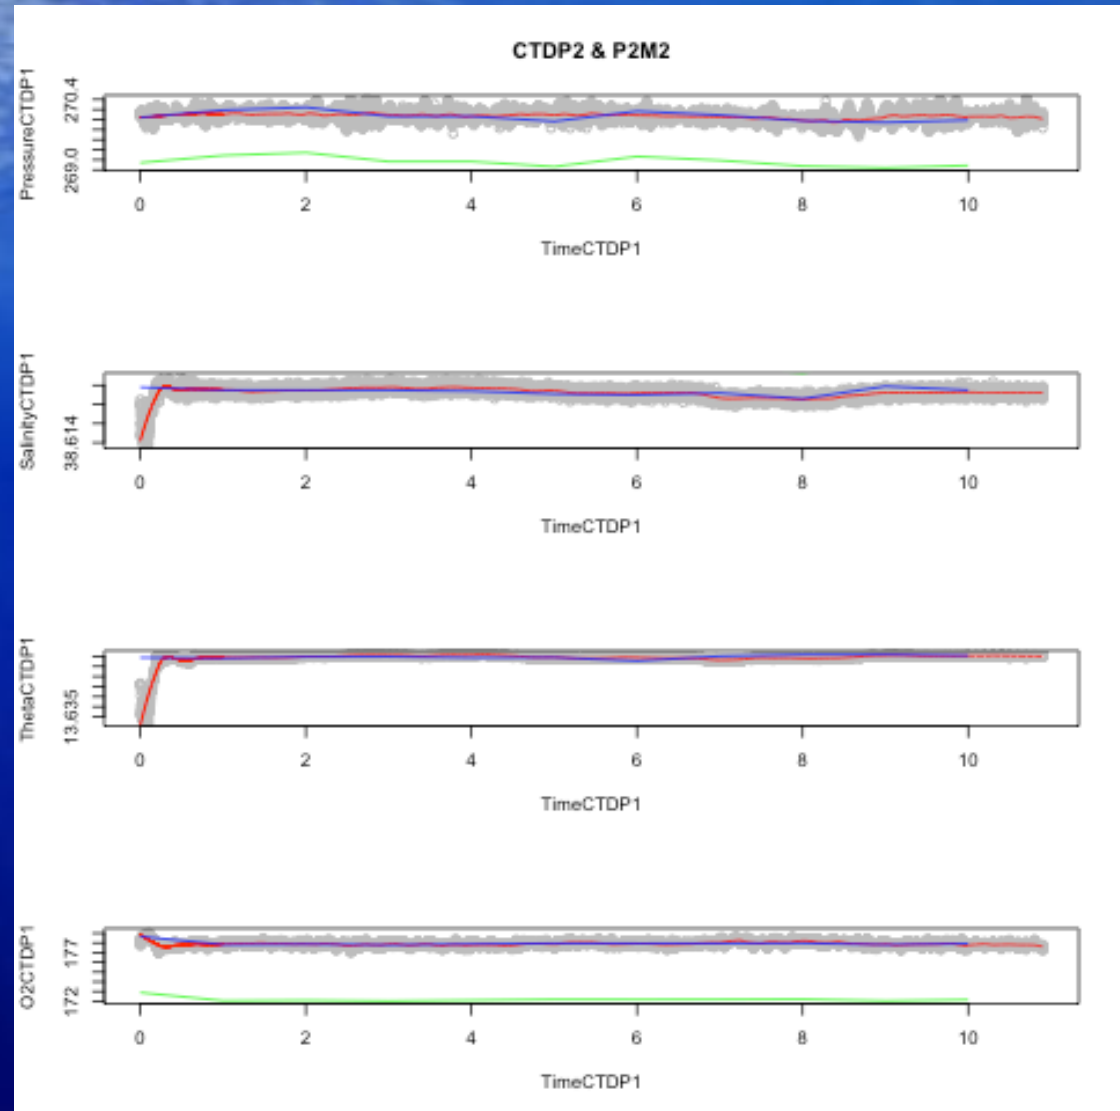 CTDP2 & P2M2
PressureCTDP1
270.4
269.0
0 2 4 6 8 10
TimeCTDP1
SalinityCTDP1
38.614
0 2 4 6 8 10
TimeCTDP1
ThetaCTDP1
13.635
0 2 4 6 8 10
TimeCTDP1
O2CTDP1
177
172
0 2 4 6 8 10
TimeCTDP1